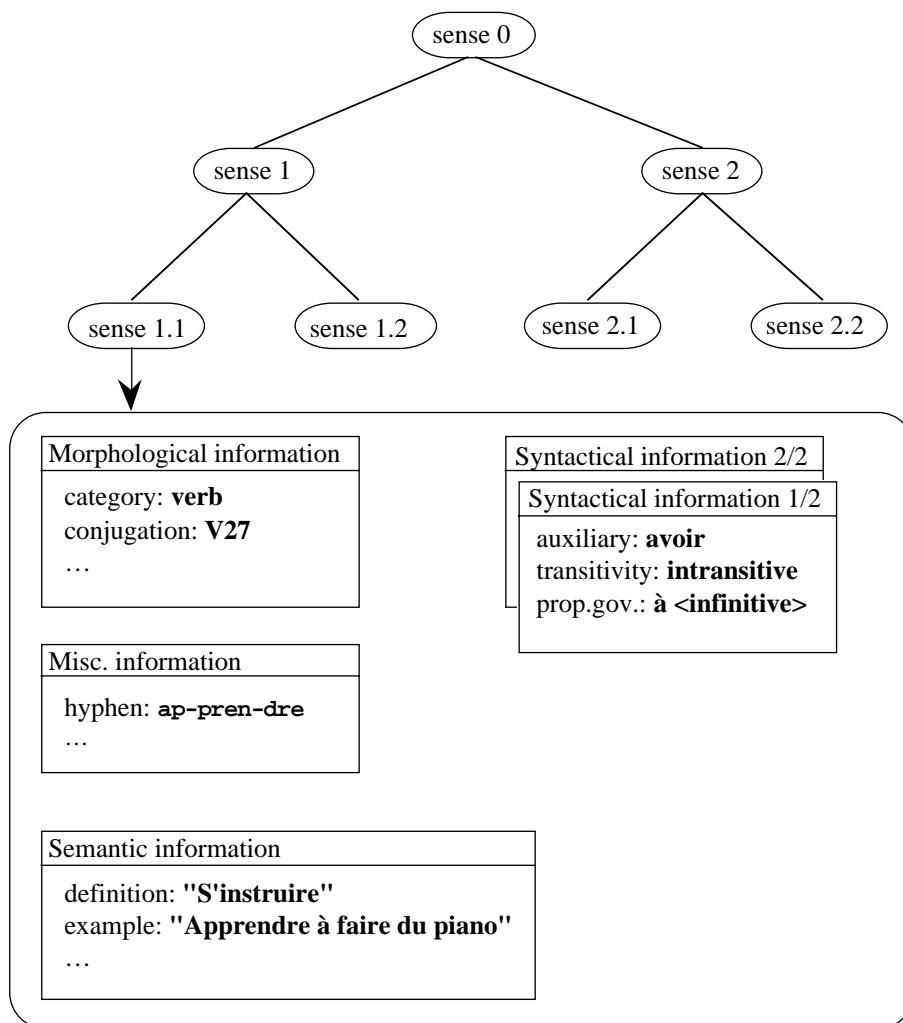 sense 0
sense 1
sense 2
sense 1.1
sense 1.2
sense 2.1
sense 2.2
Morphological information
category: verb
conjugation: V27
…
Syntactical information 2/2
Syntactical information 1/2
auxiliary: avoir
transitivity: intransitive
prop.gov.: à <infinitive>
Misc. information
hyphen: ap-pren-dre
…
Semantic information
definition: "S'instruire"
example: "Apprendre à faire du piano"
…